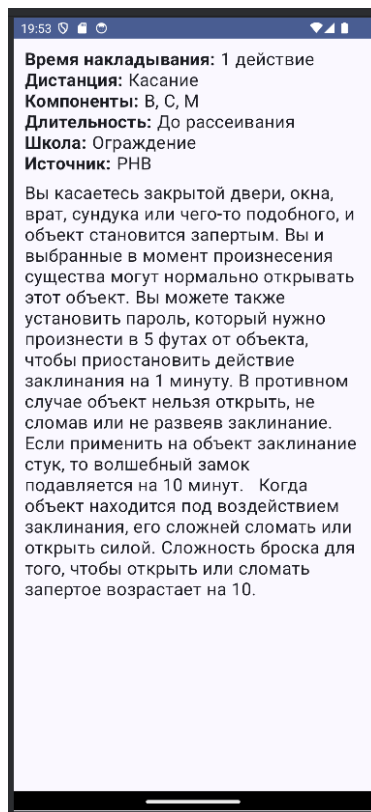 19:53
Время накладывания: 1 действие
Дистанция: Касание
Компоненты: В, С, М
Длительность: До рассеивания
Школа: Ограждение
Источник: PHB
Вы касаетесь закрытой двери, окна,
врат, сундука или чего-то подобного, и
объект становится запертым. Вы и
выбранные в момент произнесения
существа могут нормально открывать
этот объект. Вы можете также
установить пароль, который нужно
произнести в 5 футах от объекта,
чтобы приостановить действие
заклинания на 1 минуту. В противном
случае объект нельзя открыть, не
сломав или не развеяв заклинание.
Если применить на объект заклинание
стук, то волшебный замок
подавляется на 10 минут.   Когда
объект находится под воздействием
заклинания, его сложней сломать или
открыть силой. Сложность броска для
того, чтобы открыть или сломать
запертое возрастает на 10.